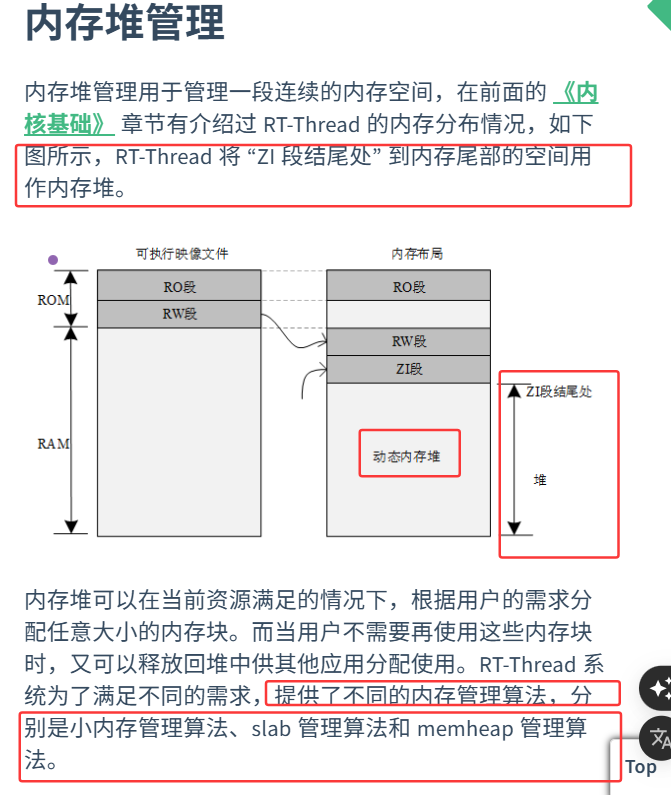 内存堆管理
内存堆管理用于管理一段连续的内存空间，在前面的 《内
核基础》 章节有介绍过 RT-Thread 的内存分布情况，如下
图所示，RT-Thread 将 “ZI 段结尾处” 到内存尾部的空间用
作内存堆。
可执行映像文件
内存布局
ROM
RO段
RO段
RW段
RW段
ZI段
ZI段结尾处
RAM
动态内存堆
堆
内存堆可以在当前资源满足的情况下，根据用户的需求分
配任意大小的内存块。而当用户不需要再使用这些内存块
时，又可以释放回堆中供其他应用分配使用。RT-Thread 系
统为了满足不同的需求，提供了不同的内存管理算法，分
别是小内存管理算法、slab 管理算法和 memheap 管理算
法。
Top